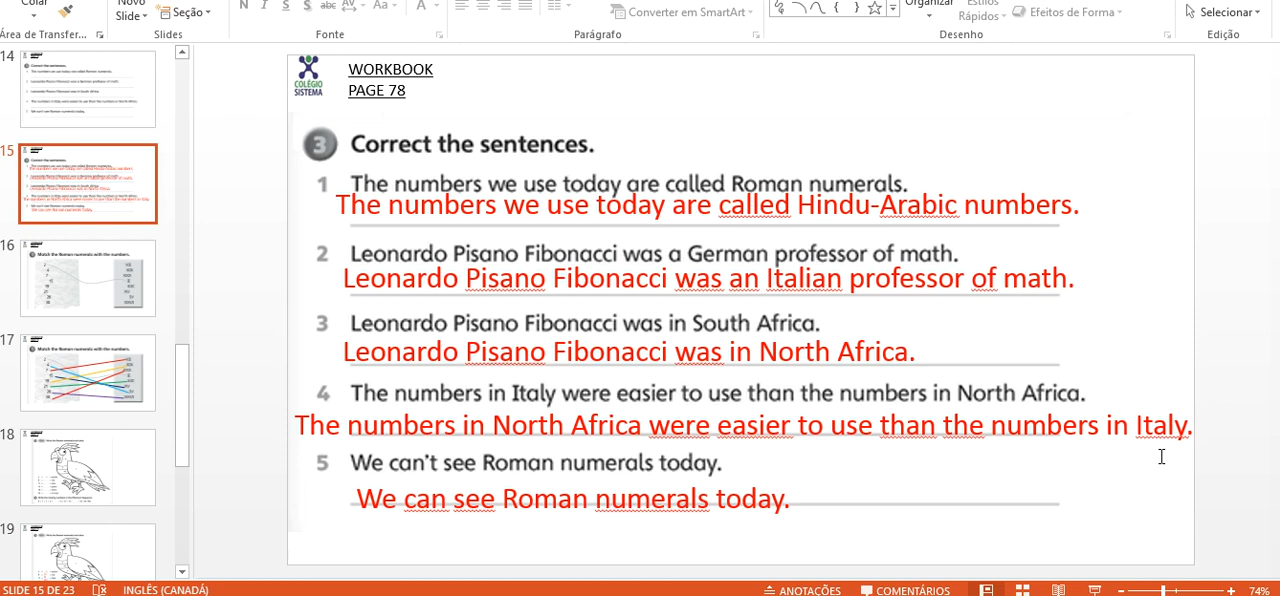 Colar
Novo
Slide
Seção
N I S S abc AV Aa A
Converter em SmartArt
Organizar
Estilos
Rápidos
Efeitos de Forma
Selecionar
Área de Transfer...
Slides
Fonte
Parágrafo
Desenho
Edição
14
15
16
17
18
19
COLÉGIO
SISTEMA
WORKBOOK
PAGE 78
3 Correct the sentences.
1 The numbers we use today are called Roman numerals.
The numbers we use today are called Hindu-Arabic numbers.
2 Leonardo Pisano Fibonacci was a German professor of math.
Leonardo Pisano Fibonacci was an Italian professor of math.
3 Leonardo Pisano Fibonacci was in South Africa.
Leonardo Pisano Fibonacci was in North Africa.
4 The numbers in Italy were easier to use than the numbers in North Africa.
The numbers in North Africa were easier to use than the numbers in Italy.
5 We can't see Roman numerals today.
We can see Roman numerals today.
SLIDE 15 DE 23
INGLÊS (CANADÁ)
ANOTAÇÕES
COMENTÁRIOS
74%